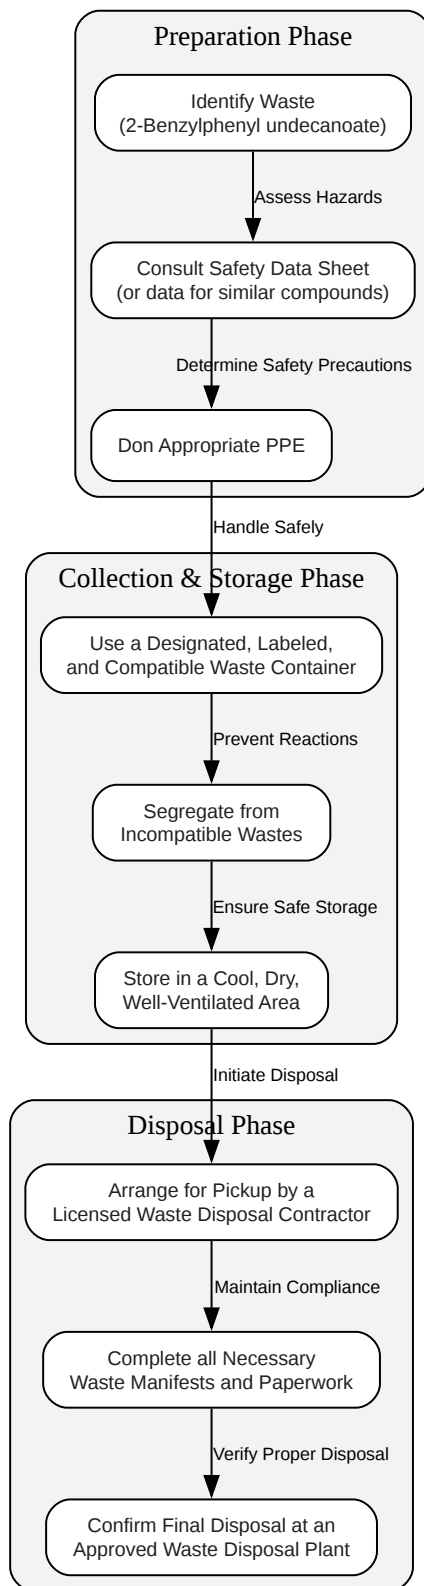 Preparation Phase
Identify Waste
(2-Benzylphenyl undecanoate)
Assess Hazards
Consult Safety Data Sheet
(or data for similar compounds)
Determine Safety Precautions
Don Appropriate PPE
Handle Safely
Collection & Storage Phase
Use a Designated, Labeled,
and Compatible Waste Container
Prevent Reactions
Segregate from
Incompatible Wastes
Ensure Safe Storage
Store in a Cool, Dry,
Well-Ventilated Area
Initiate Disposal
Disposal Phase
Arrange for Pickup by a
Licensed Waste Disposal Contractor
Maintain Compliance
Complete all Necessary
Waste Manifests and Paperwork
Verify Proper Disposal
Confirm Final Disposal at an
Approved Waste Disposal Plant